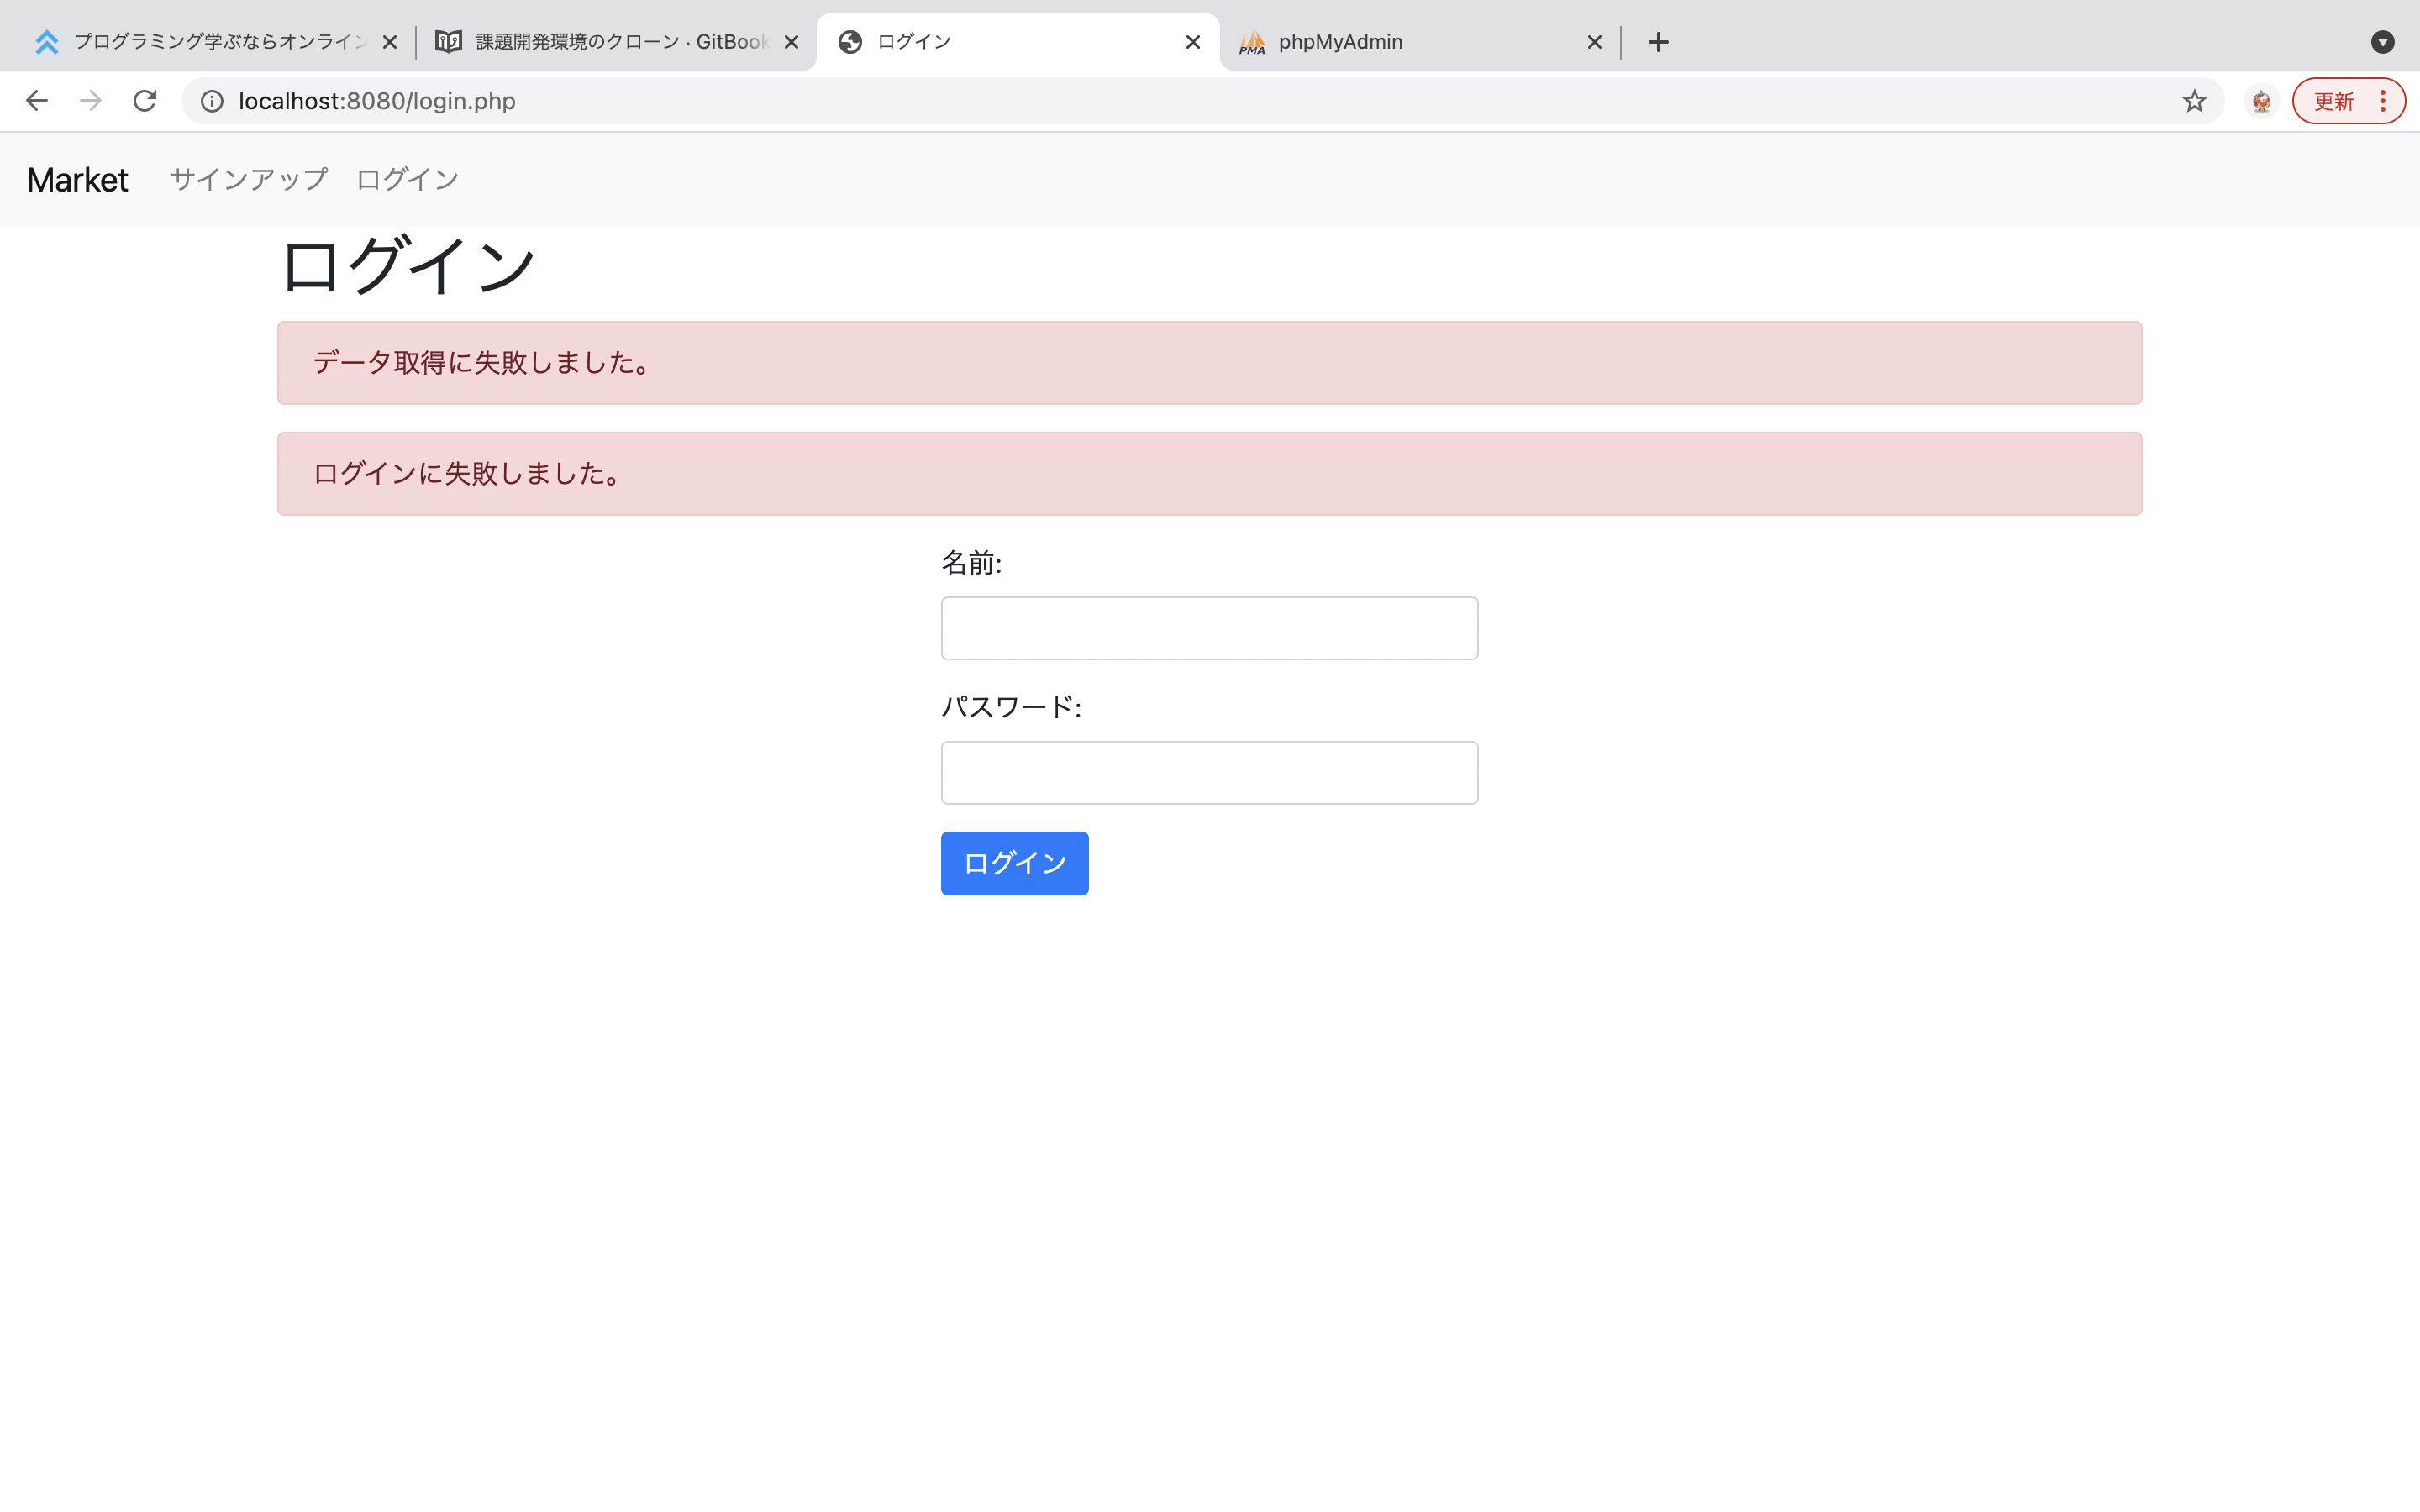 プログラミング学ぶならオンライン
課題開発環境のクローン · GitBook
ログイン
PMA
phpMyAdmin
localhost:8080/login.php
更新
Market
サインアップ
ログイン
ログイン
データ取得に失敗しました。
ログインに失敗しました。
名前:
パスワード:
ログイン